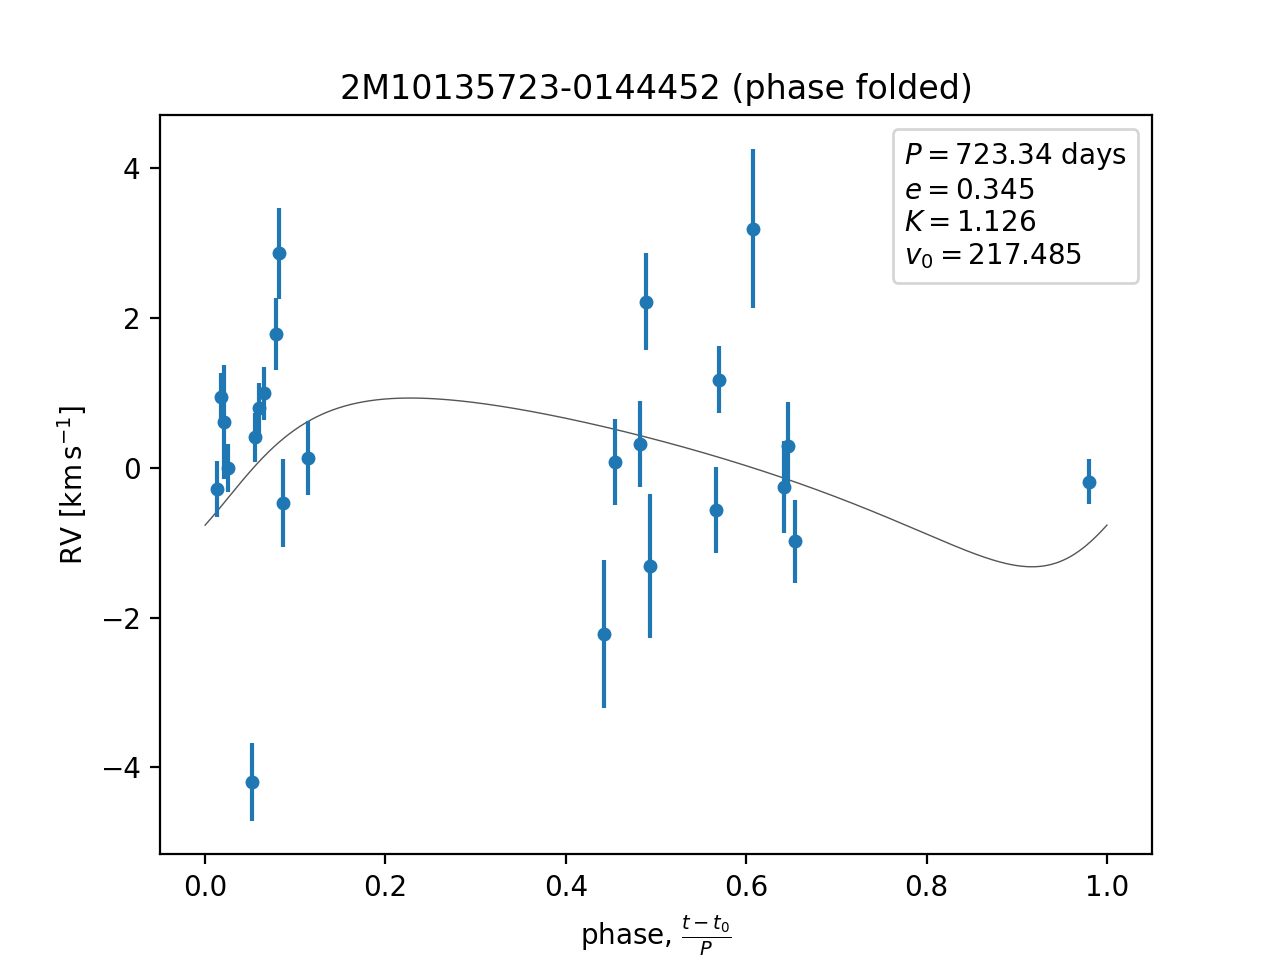 2M10135723-0144452 (phase folded)
P = 723.34 days
e = 0.345
K = 1.126
v₀ = 217.485
4
2
0
−2
−4
RV [km s⁻¹]
0.0 0.2 0.4 0.6 0.8 1.0
phase, (t − t₀)/P